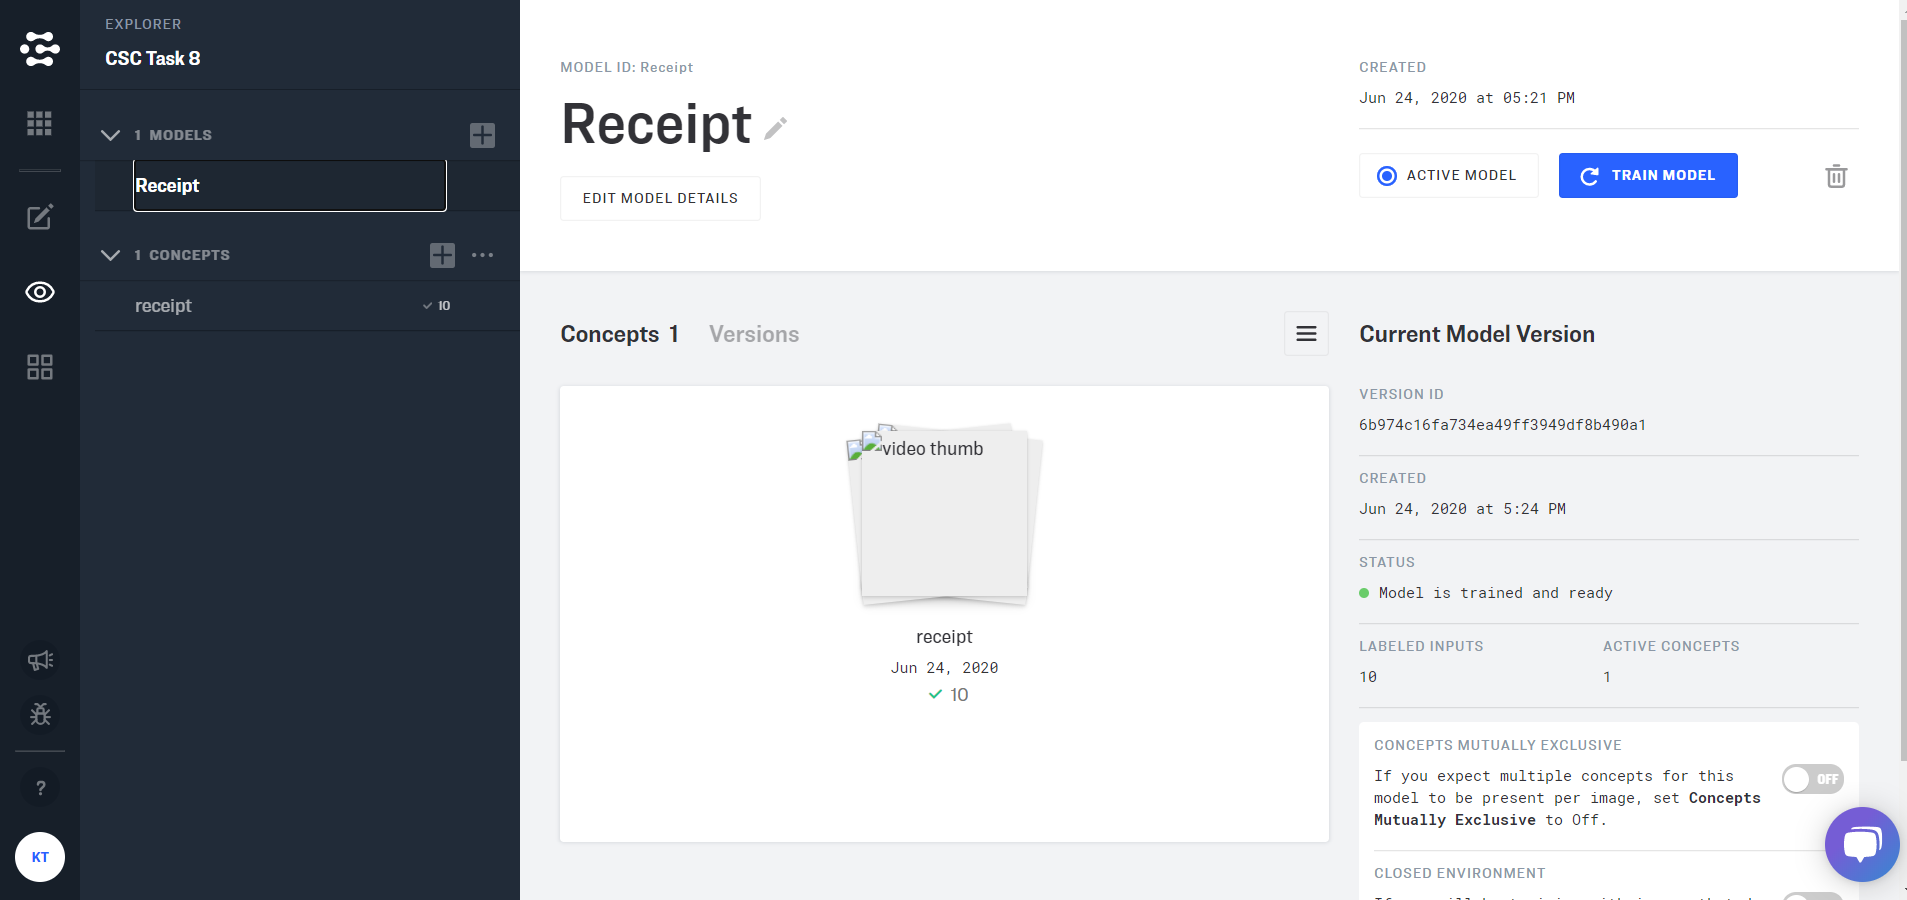 EXPLORER
CSC Task 8
1 MODELS
Receipt
1 CONCEPTS
receipt
10
?
KT
MODEL ID: Receipt
Receipt
EDIT MODEL DETAILS
CREATED
Jun 24, 2020 at 05:21 PM
ACTIVE MODEL
TRAIN MODEL
Concepts 1
Versions
video thumb
receipt
Jun 24, 2020
10
Current Model Version
VERSION ID
6b974c16fa734ea49ff3949df8b490a1
CREATED
Jun 24, 2020 at 5:24 PM
STATUS
Model is trained and ready
LABELED INPUTS
10
ACTIVE CONCEPTS
1
CONCEPTS MUTUALLY EXCLUSIVE
If you expect multiple concepts for this
model to be present per image, set Concepts
Mutually Exclusive to Off.
OFF
CLOSED ENVIRONMENT